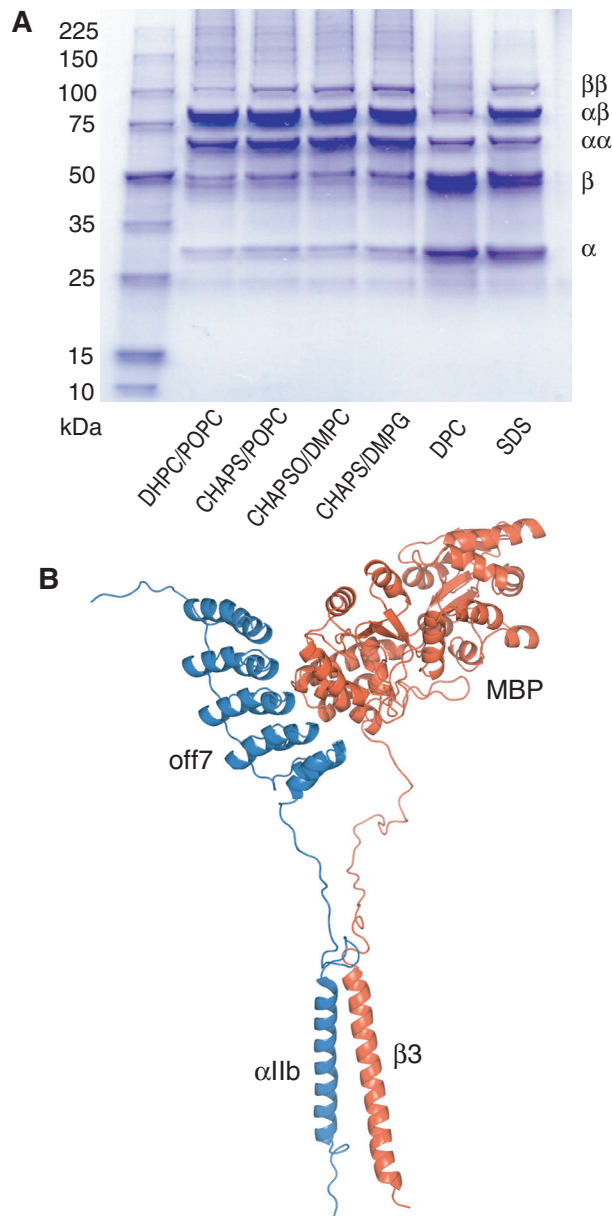 A
225
150
100
75
50
35
25
15
10
kDa
ββ
αβ
αα
β
α
DHPC/POPC
CHAPS/POPC
CHAPSO/DMPC
CHAPS/DMPG
DPC
SDS
B
MBP
off7
αIIb
β3